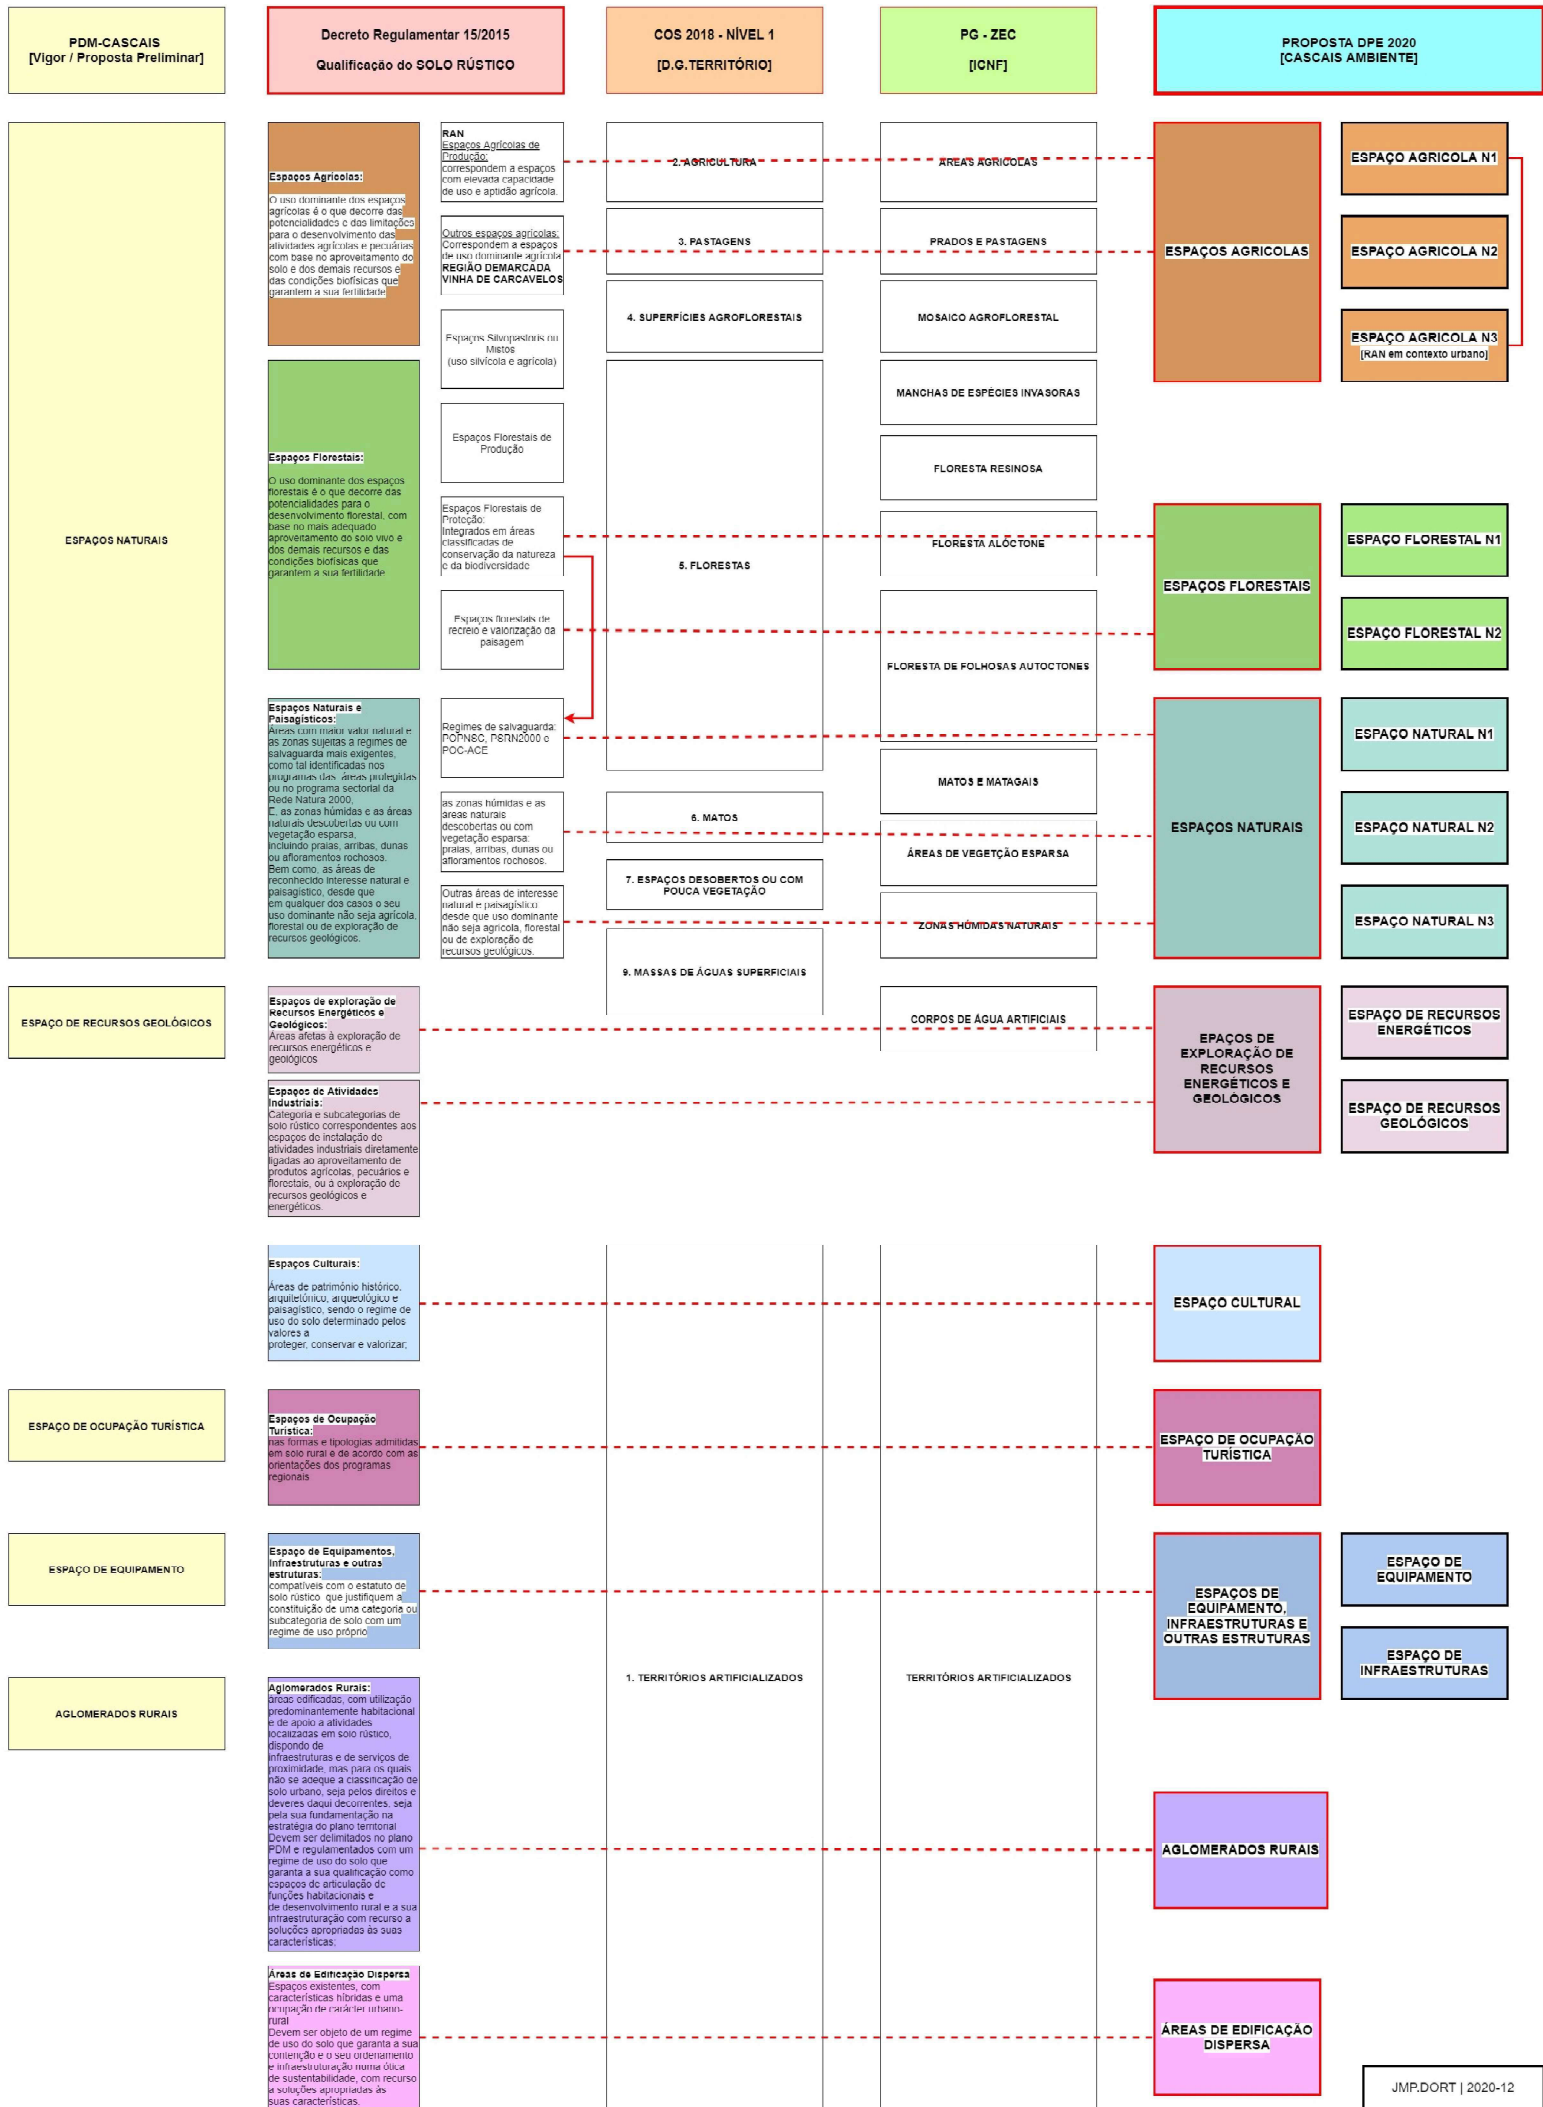 PDM-CASCAIS
[Vigor / Proposta Preliminar]
Decreto Regulamentar 15/2015
Qualificação do SOLO RÚSTICO
COS 2018 - NÍVEL 1
[D.G.TERRITÓRIO]
PG - ZEC
[ICNF]
PROPOSTA DPE 2020
[CASCAIS AMBIENTE]
ESPAÇOS NATURAIS
ESPAÇO DE RECURSOS GEOLÓGICOS
ESPAÇO DE OCUPAÇÃO TURÍSTICA
ESPAÇO DE EQUIPAMENTO
AGLOMERADOS RURAIS
Espaços Agrícolas:
O uso dominante dos espaços
agrícolas é o que decorre das
potencialidades e das limitações
para o desenvolvimento das
atividades agrícolas e pecuárias
com base no aproveitamento do
solo e dos demais recursos e
das condições biofísicas que
garantem a sua fertilidade
Espaços Florestais:
O uso dominante dos espaços
florestais é o que decorre das
potencialidades para o
desenvolvimento florestal, com
base no mais adequado
aproveitamento do solo vivo e
dos demais recursos e das
condições biofísicas que
garantem a sua fertilidade
Espaços Naturais e
Paisagísticos:
Áreas com maior valor natural e
as zonas sujeitas a regimes de
salvaguarda mais exigentes,
como tal identificadas nos
programas das áreas protegidas
ou no programa sectorial da
Rede Natura 2000,
E, as zonas húmidas e as áreas
naturais descobertas ou com
vegetação esparsa,
incluindo praias, arribas, dunas
ou afloramentos rochosos.
Bem como, as áreas de
reconhecido interesse natural e
paisagístico, desde que
em qualquer dos casos o seu
uso dominante não seja agrícola,
florestal ou de exploração de
recursos geológicos.
Espaços de exploração de
Recursos Energéticos e
Geológicos:
Áreas afetas à exploração de
recursos energéticos e
geológicos
Espaços de Atividades
Industriais:
Categoria e subcategorias de
solo rústico correspondentes aos
espaços de instalação de
atividades industriais diretamente
ligadas ao aproveitamento de
produtos agrícolas, pecuários e
florestais, ou à exploração de
recursos geológicos e
energéticos.
Espaços Culturais:
Áreas de património histórico,
arquitetónico, arqueológico e
paisagístico, sendo o regime de
uso do solo determinado pelos
valores a
proteger, conservar e valorizar;
Espaços de Ocupação
Turística:
nas formas e tipologias admitidas
em solo rural e de acordo com as
orientações dos programas
regionais
Espaço de Equipamentos,
Infraestruturas e outras
estruturas:
compatíveis com o estatuto de
solo rústico que justifiquem a
constituição de uma categoria ou
subcategoria de solo com um
regime de uso próprio
Aglomerados Rurais:
áreas edificadas, com utilização
predominantemente habitacional
e de apoio a atividades
localizadas em solo rústico,
dispondo de
infraestruturas e de serviços de
proximidade, mas para os quais
não se adeque a classificação de
solo urbano, seja pelos direitos e
deveres daqui decorrentes, seja
pela sua fundamentação na
estratégia do plano territorial
Devem ser delimitados no plano
PDM e regulamentados com um
regime de uso do solo que
garanta a sua qualificação como
espaços de articulação de
funções habitacionais e
de desenvolvimento rural e a sua
infraestruturação com recurso a
soluções apropriadas às suas
características;
Áreas de Edificação Dispersa
Espaços existentes, com
características híbridas e uma
ocupação de carácter urbano-
rural
Devem ser objeto de um regime
de uso do solo que garanta a sua
contenção e o seu ordenamento
e infraestruturação numa ótica
de sustentabilidade, com recurso
a soluções apropriadas às
suas características.
RAN
Espaços Agrícolas de
Produção:
correspondem a espaços
com elevada capacidade
de uso e aptidão agrícola.
Outros espaços agrícolas:
Correspondem a espaços
de uso dominante agrícola
REGIÃO DEMARCADA
VINHA DE CARCAVELOS
Espaços Silvopastoris ou
Mistos
(uso silvícola e agrícola)
Espaços Florestais de
Produção
Espaços Florestais de
Proteção:
Integrados em áreas
classificadas de
conservação da natureza
e da biodiversidade
Espaços florestais de
recreio e valorização da
paisagem
Regimes de salvaguarda:
POPNSC, PSRN2000 e
POC-ACE
as zonas húmidas e as
áreas naturais
descobertas ou com
vegetação esparsa:
praias, arribas, dunas ou
afloramentos rochosos.
Outras áreas de interesse
natural e paisagístico
desde que uso dominante
não seja agrícola, florestal
ou de exploração de
recursos geológicos.
2. AGRICULTURA
3. PASTAGENS
4. SUPERFÍCIES AGROFLORESTAIS
5. FLORESTAS
6. MATOS
7. ESPAÇOS DESOBERTOS OU COM
POUCA VEGETAÇÃO
9. MASSAS DE ÁGUAS SUPERFICIAIS
1. TERRITÓRIOS ARTIFICIALIZADOS
ÁREAS AGRICOLAS
PRADOS E PASTAGENS
MOSAICO AGROFLORESTAL
MANCHAS DE ESPÉCIES INVASORAS
FLORESTA RESINOSA
FLORESTA ALÓCTONE
FLORESTA DE FOLHOSAS AUTOCTONES
MATOS E MATAGAIS
ÁREAS DE VEGETÇÃO ESPARSA
ZONAS HÚMIDAS NATURAIS
CORPOS DE ÁGUA ARTIFICIAIS
TERRITÓRIOS ARTIFICIALIZADOS
ESPAÇOS AGRICOLAS
ESPAÇO AGRICOLA N1
ESPAÇO AGRICOLA N2
ESPAÇO AGRICOLA N3
[RAN em contexto urbano]
ESPAÇOS FLORESTAIS
ESPAÇO FLORESTAL N1
ESPAÇO FLORESTAL N2
ESPAÇOS NATURAIS
ESPAÇO NATURAL N1
ESPAÇO NATURAL N2
ESPAÇO NATURAL N3
EPAÇOS DE
EXPLORAÇÃO DE
RECURSOS
ENERGÉTICOS E
GEOLÓGICOS
ESPAÇO DE RECURSOS
ENERGÉTICOS
ESPAÇO DE RECURSOS
GEOLÓGICOS
ESPAÇO CULTURAL
ESPAÇO DE OCUPAÇÃO
TURÍSTICA
ESPAÇOS DE
EQUIPAMENTO,
INFRAESTRUTURAS E
OUTRAS ESTRUTURAS
ESPAÇO DE
EQUIPAMENTO
ESPAÇO DE
INFRAESTRUTURAS
AGLOMERADOS RURAIS
ÁREAS DE EDIFICAÇÃO
DISPERSA
JMP.DORT | 2020-12